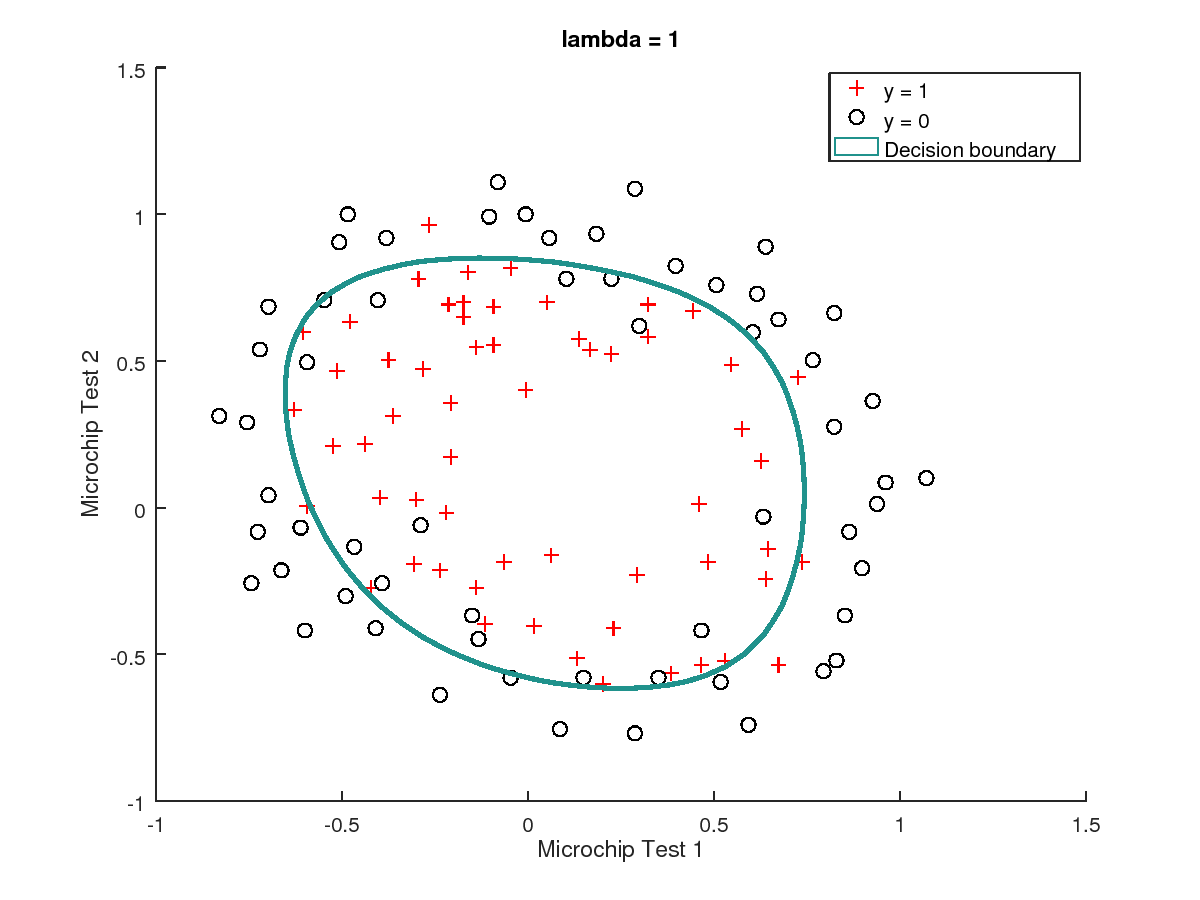 lambda = 1
y = 1
y = 0
Decision boundary
Microchip Test 2
1.5
1
0.5
0
-0.5
-1
-1
-0.5
0
0.5
1
1.5
Microchip Test 1